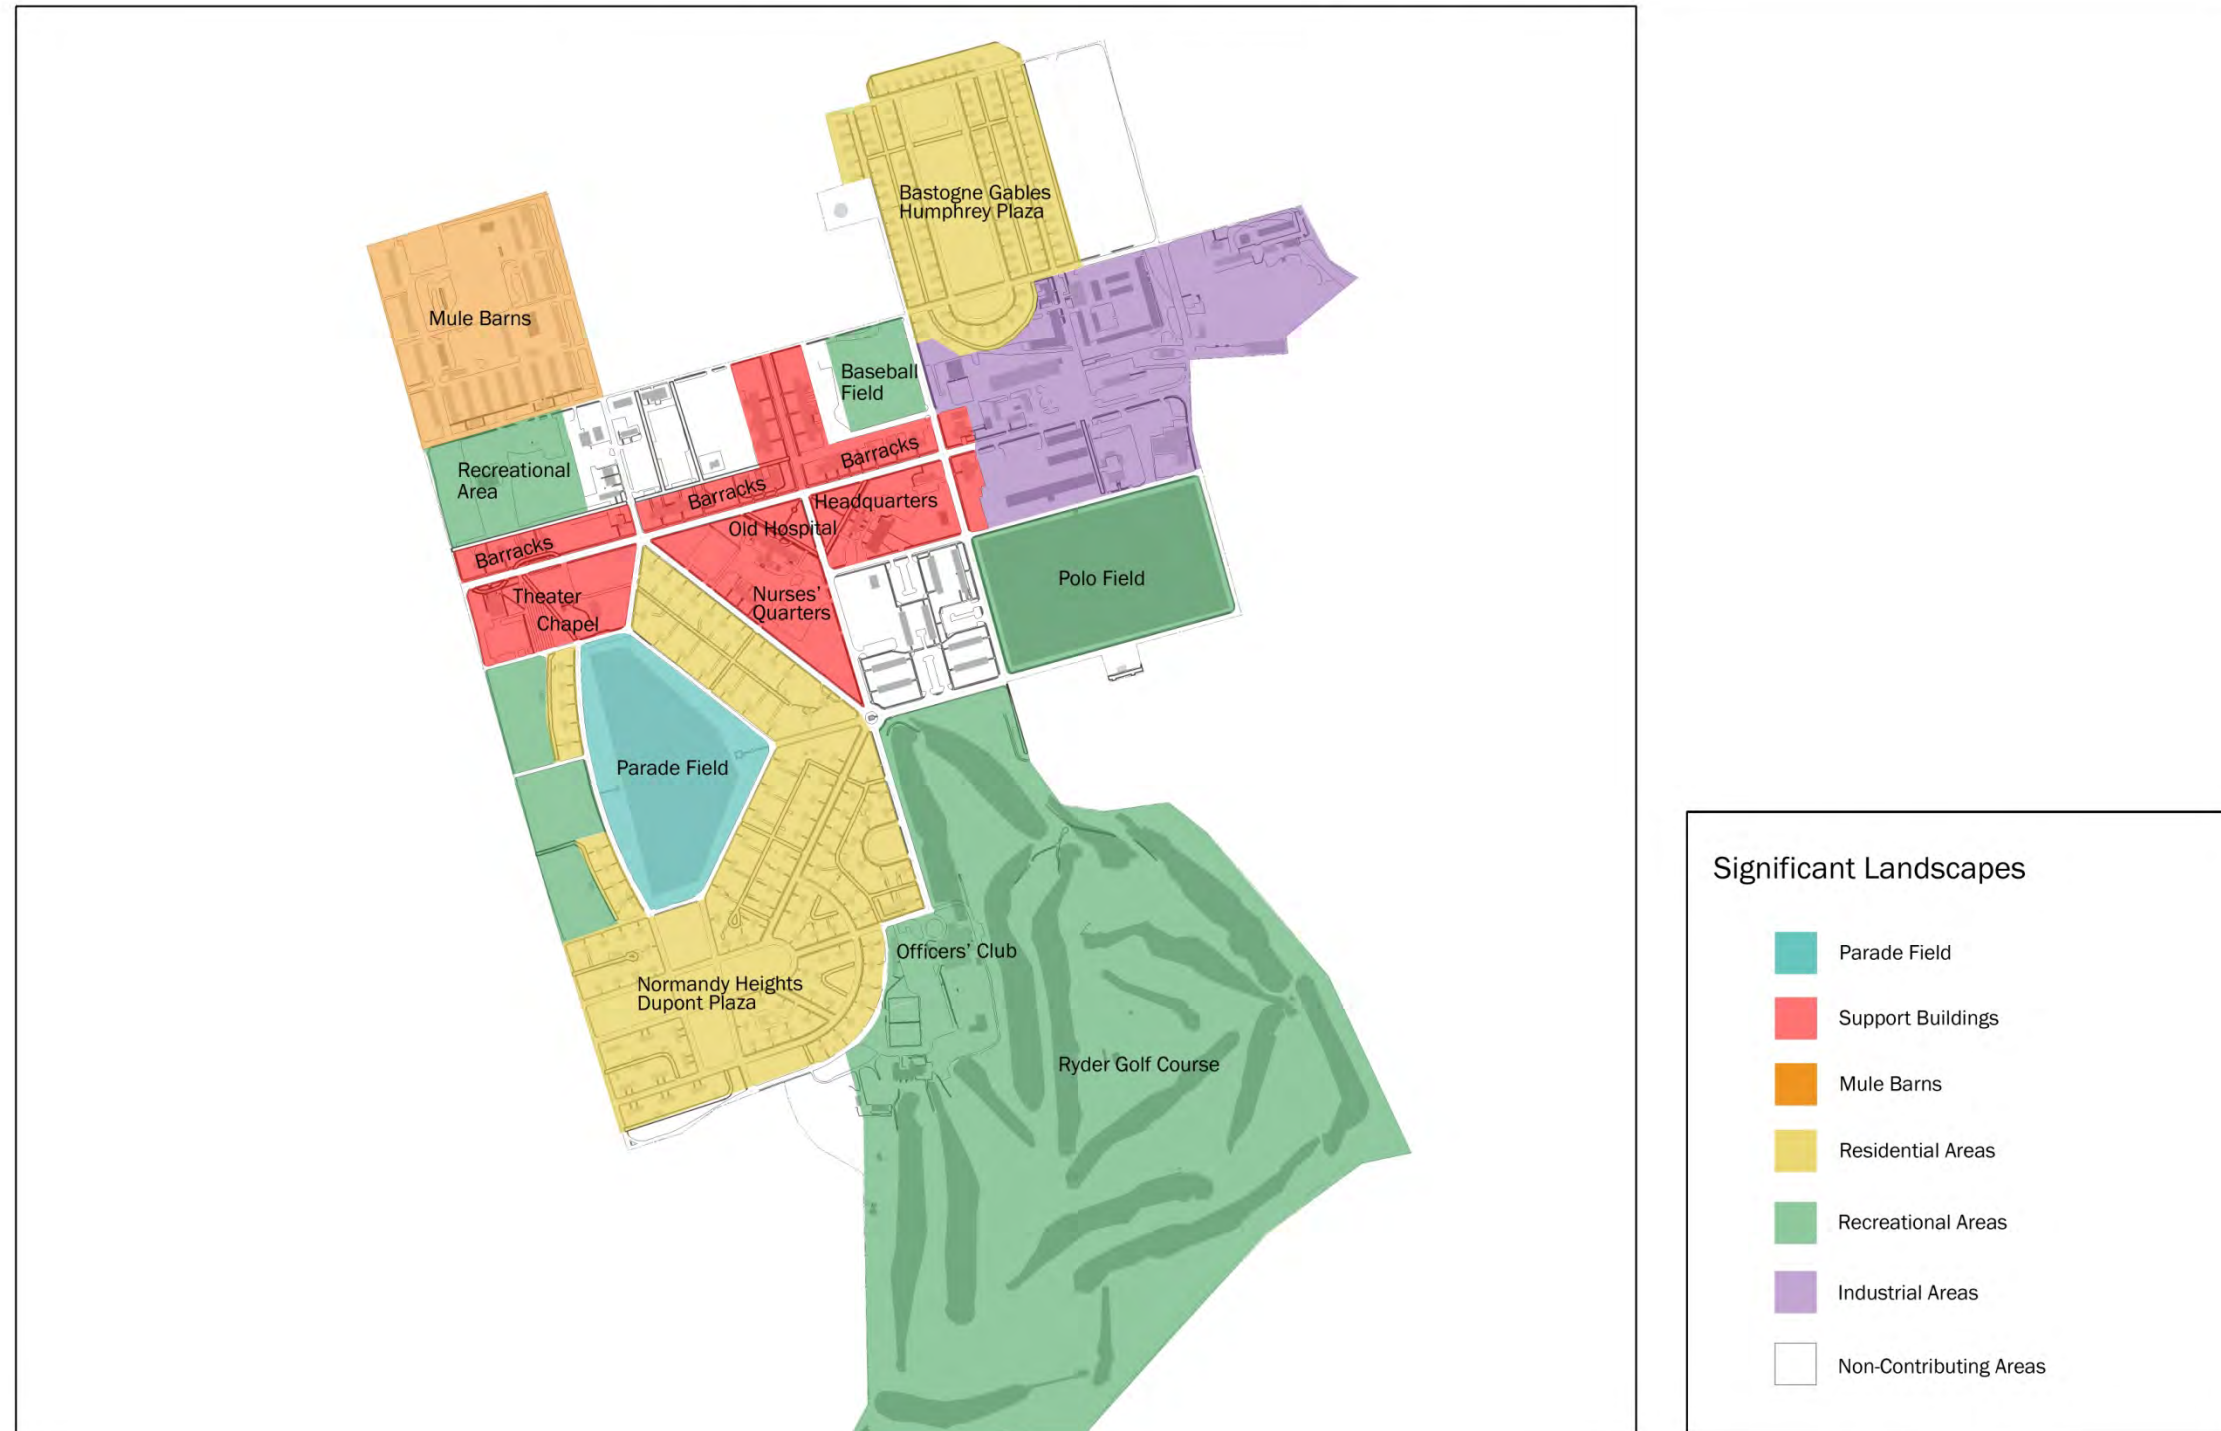 Bastogne Gables
Humphrey Plaza
Mule Barns
Baseball
Field
Barracks
Recreational
Area
Barracks
Headquarters
Old Hospital
Barracks
Polo Field
Theater
Chapel
Nurses'
Quarters
Parade Field
Officers' Club
Normandy Heights
Dupont Plaza
Ryder Golf Course
Significant Landscapes
Parade Field
Support Buildings
Mule Barns
Residential Areas
Recreational Areas
Industrial Areas
Non-Contributing Areas